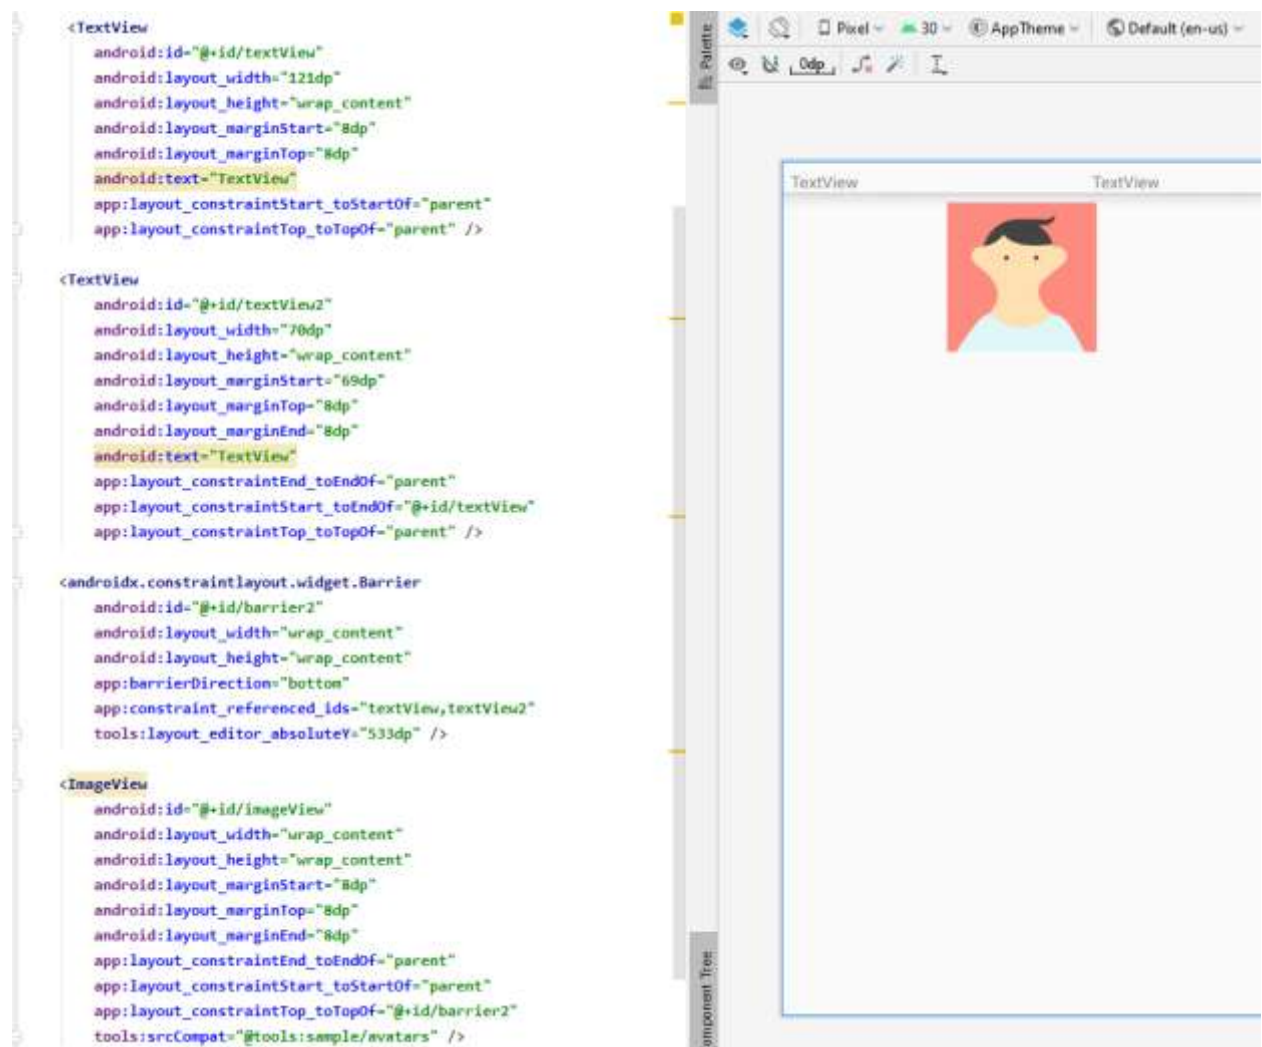 <TextView
android:id="@+id/textView"
android:layout_width="121dp"
android:layout_height="wrap_content"
android:layout_marginStart="8dp"
android:layout_marginTop="8dp"
android:text="TextView"
app:layout_constraintStart_toStartOf="parent"
app:layout_constraintTop_toTopOf="parent" />
<TextView
android:id="@+id/textView2"
android:layout_width="70dp"
android:layout_height="wrap_content"
android:layout_marginStart="69dp"
android:layout_marginTop="8dp"
android:layout_marginEnd="8dp"
android:text="TextView"
app:layout_constraintEnd_toEndOf="parent"
app:layout_constraintStart_toEndOf="@+id/textView"
app:layout_constraintTop_toTopOf="parent" />
<androidx.constraintlayout.widget.Barrier
android:id="@+id/barrier2"
android:layout_width="wrap_content"
android:layout_height="wrap_content"
app:barrierDirection="bottom"
app:constraint_referenced_ids="textView,textView2"
tools:layout_editor_absoluteY="533dp" />
<ImageView
android:id="@+id/imageView"
android:layout_width="wrap_content"
android:layout_height="wrap_content"
android:layout_marginStart="8dp"
android:layout_marginTop="8dp"
android:layout_marginEnd="8dp"
app:layout_constraintEnd_toEndOf="parent"
app:layout_constraintStart_toStartOf="parent"
app:layout_constraintTop_toTopOf="@+id/barrier2"
tools:srcCompat="@tools:sample/avatars" />
Palette
Pixel 30 AppTheme Default (en-us)
0dp
TextView TextView
omponent Tree